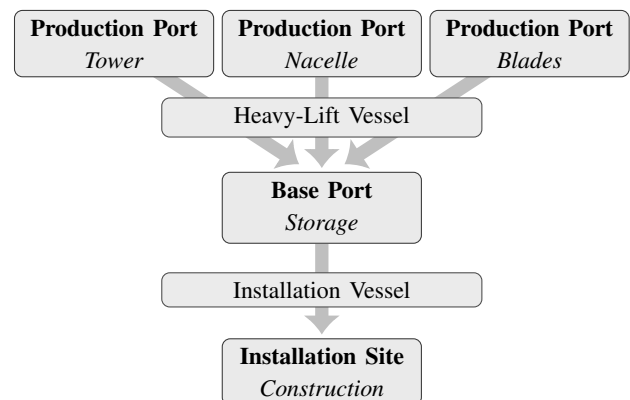 Production Port
Tower
Production Port
Nacelle
Production Port
Blades
Heavy-Lift Vessel
Base Port
Storage
Installation Vessel
Installation Site
Construction